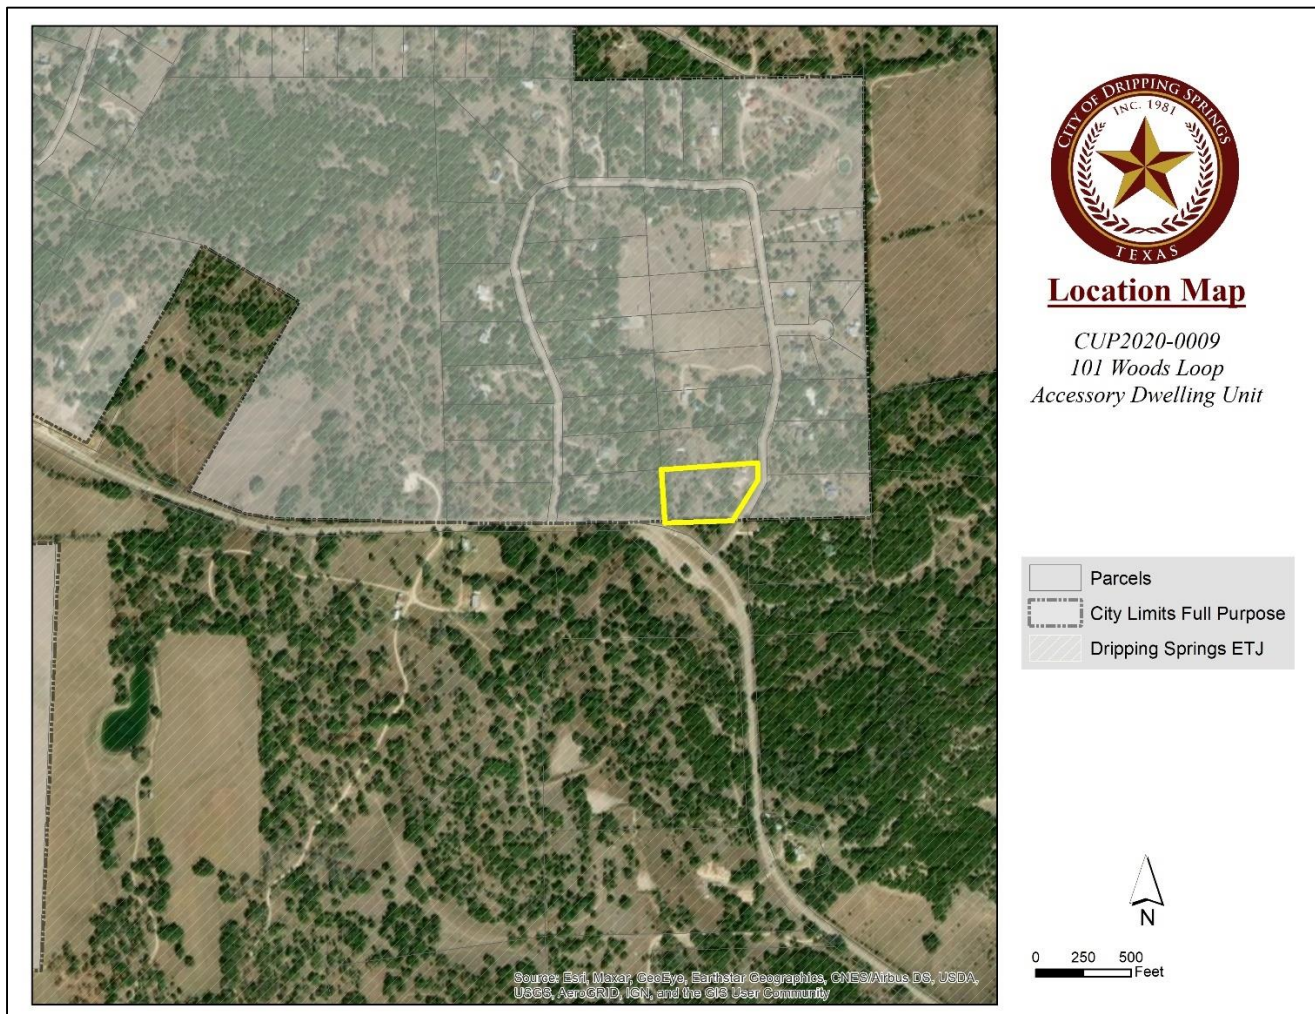 CITY OF DRIPPING SPRINGS
INC. 1981
TEXAS
Location Map
CUP2020-0009
101 Woods Loop
Accessory Dwelling Unit
Parcels
City Limits Full Purpose
Dripping Springs ETJ
N
0 250 500
Feet
Source: Esri, Maxar, GeoEye, Earthstar Geographics, CNES/Airbus DS, USDA,
USGS, AeroGRID, IGN, and the GIS User Community